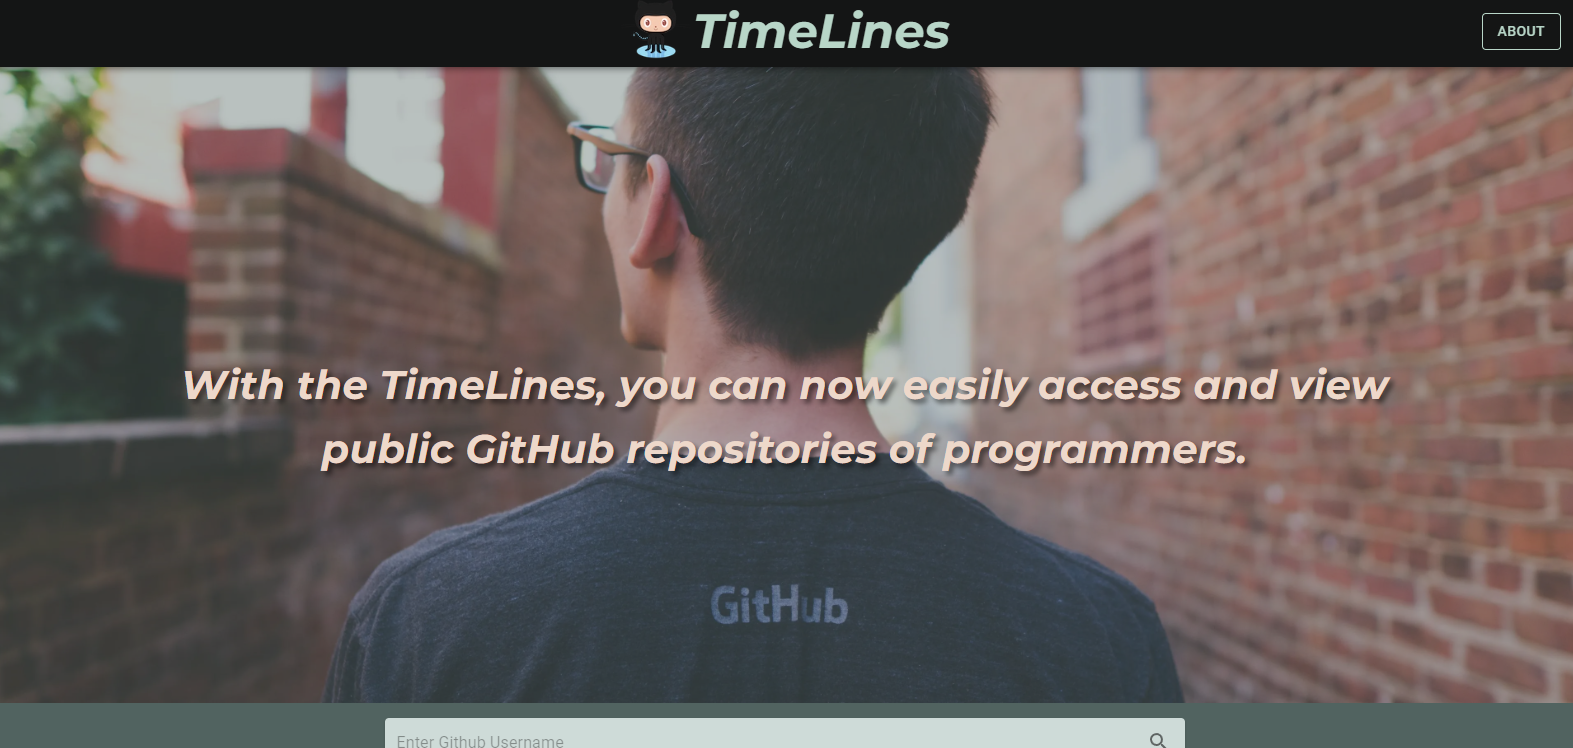 TimeLines
ABOUT
With the TimeLines, you can now easily access and view
public GitHub repositories of programmers.
GitHub
Enter Github Username